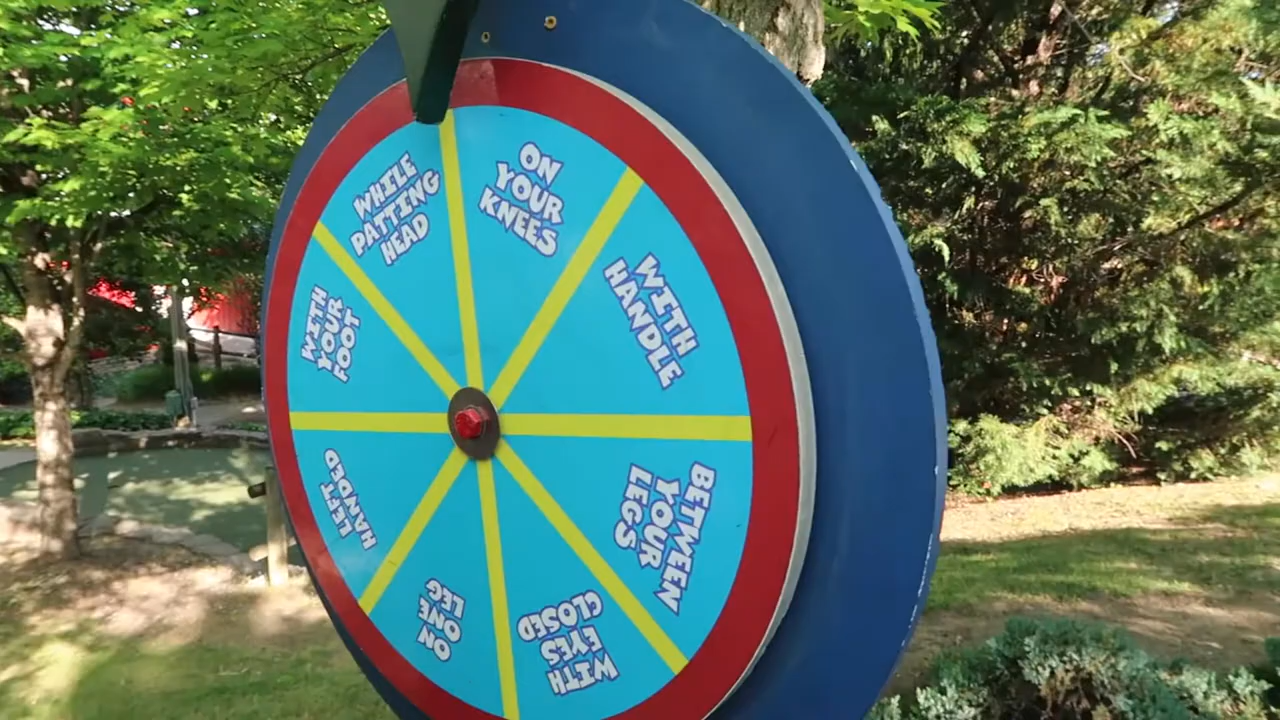 WHILE
PATTING
HEAD
ON
YOUR
KNEES
WITH
HANDLE
BETWEEN
YOUR
LEGS
WITH
EYES
CLOSED
ON
ONE
LEG
LEFT
HANDED
WITH
YOUR
FOOT